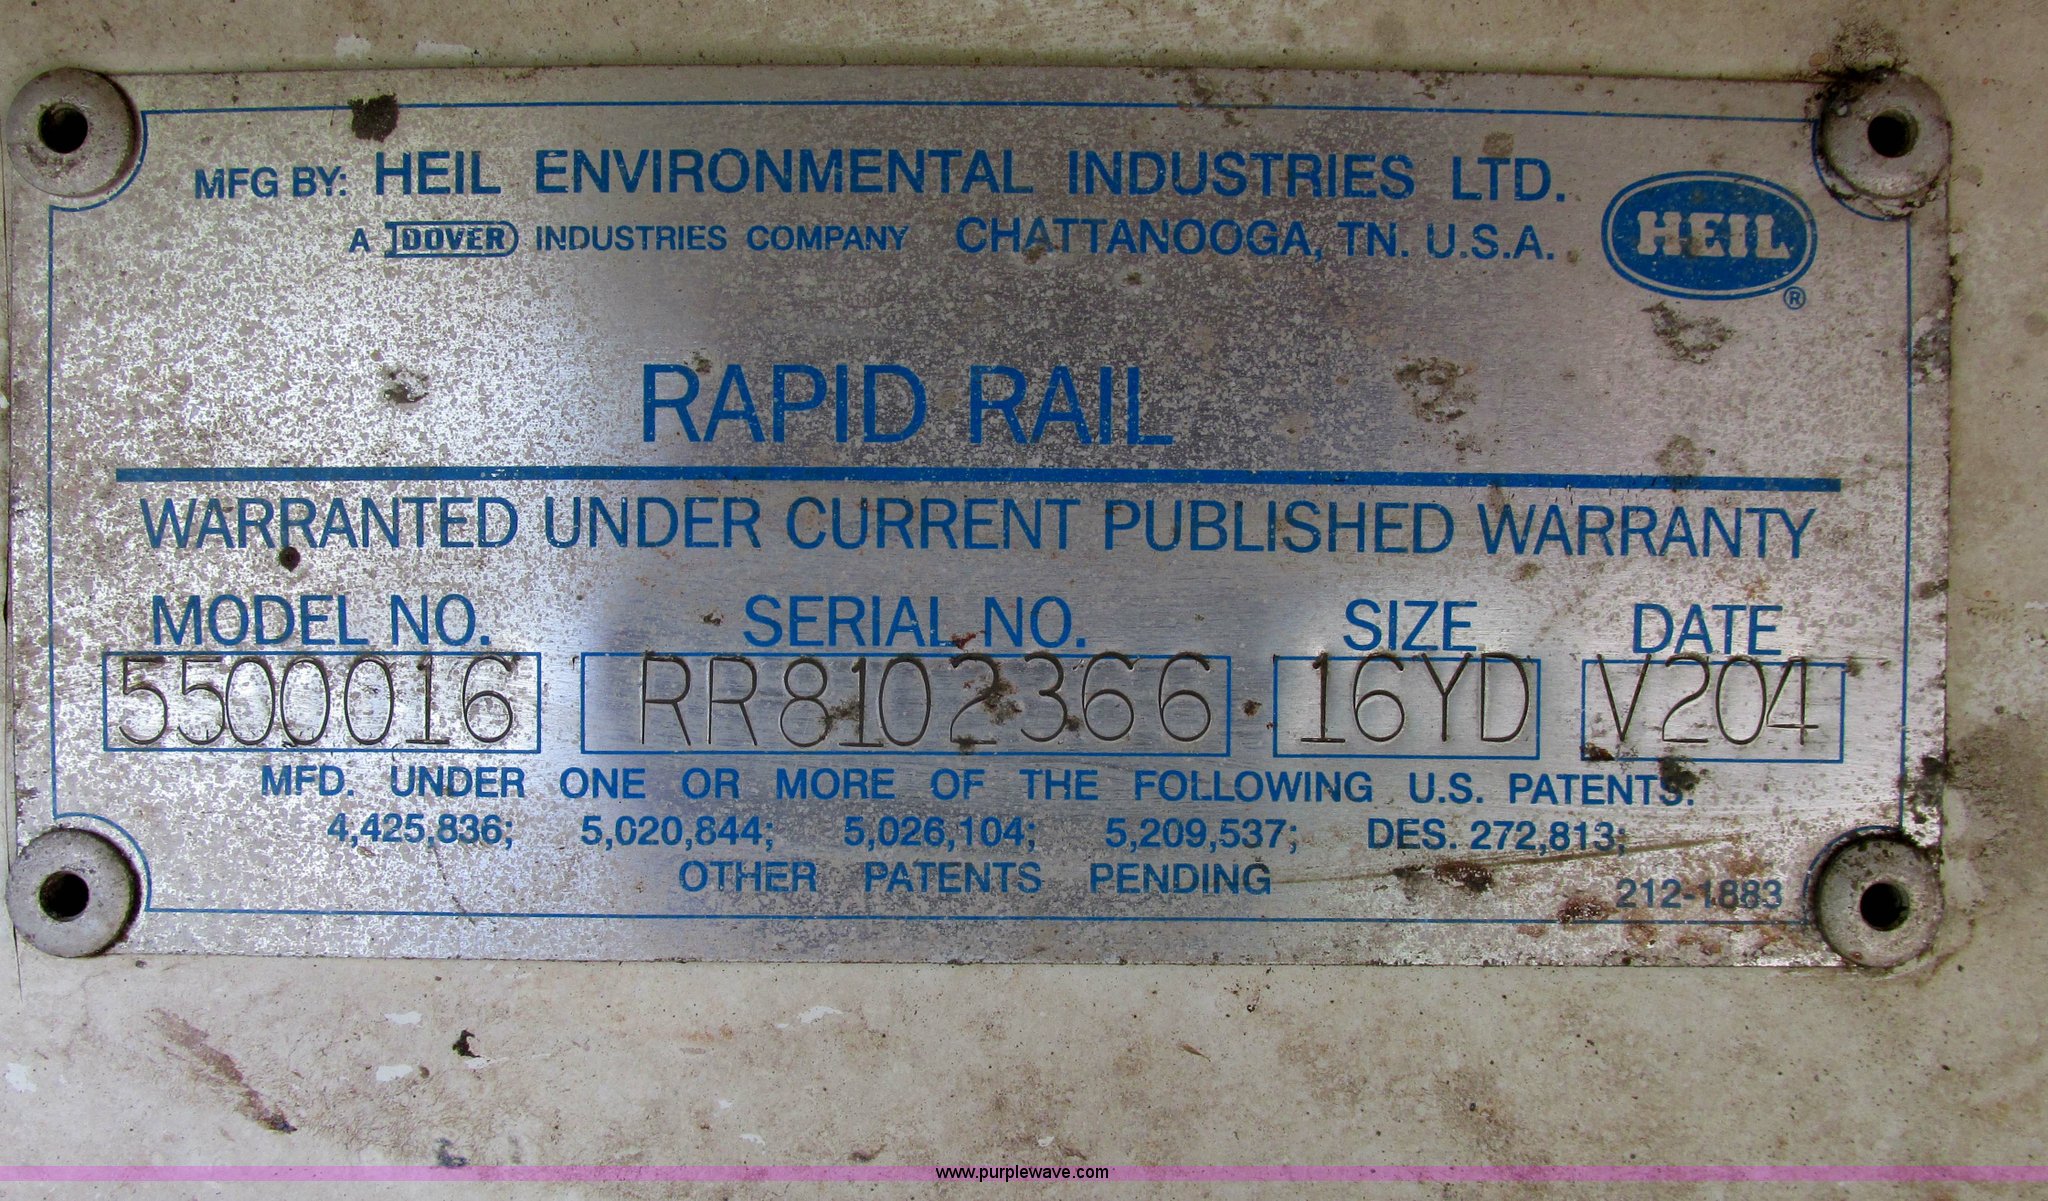 MFG BY: HEIL ENVIRONMENTAL INDUSTRIES LTD.
A DOVER INDUSTRIES COMPANY CHATTANOOGA, TN. U.S.A.
HEIL ®
RAPID RAIL
WARRANTED UNDER CURRENT PUBLISHED WARRANTY
MODEL NO. SERIAL NO. SIZE DATE
5500016 RR8102366 16YD V204
MFD. UNDER ONE OR MORE OF THE FOLLOWING U.S. PATENTS:
4,425,836; 5,020,844; 5,026,104; 5,209,537; DES. 272,813;
OTHER PATENTS PENDING
212-1883
www.purplewave.com